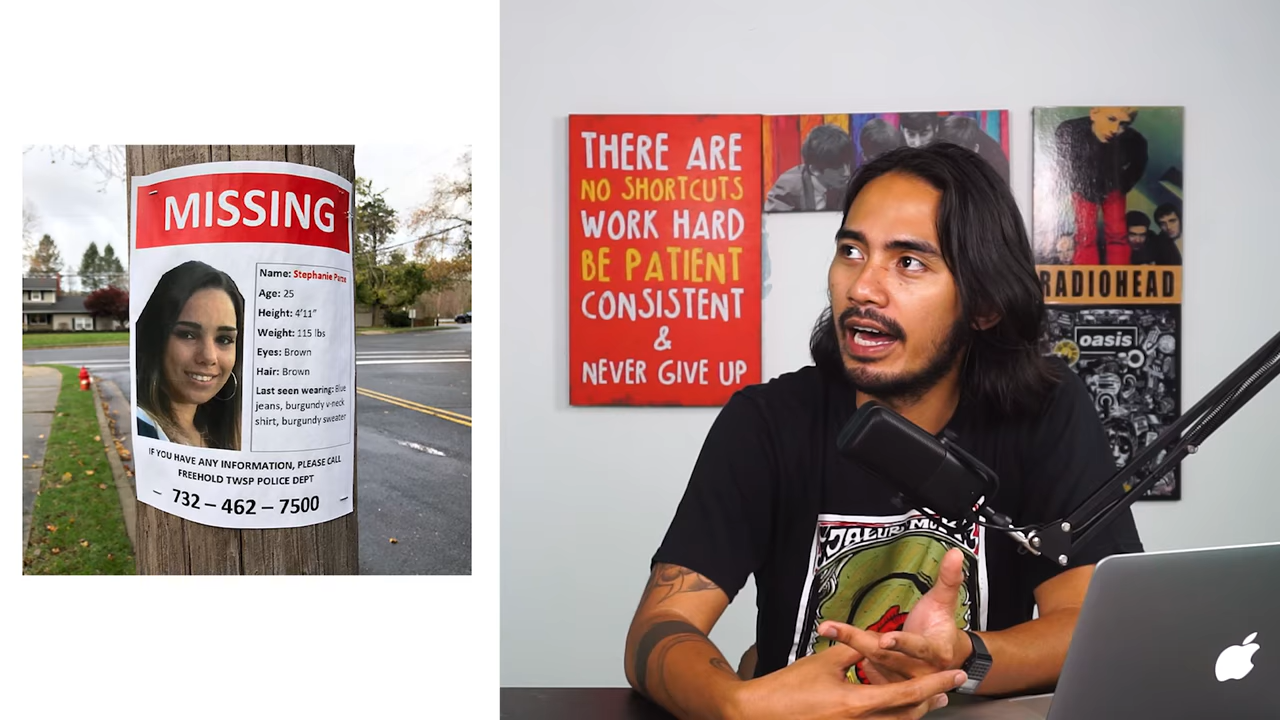 MISSING
Name: Stephanie
Age: 25
Height: 4'11"
Weight: 115 lbs
Eyes: Brown
Hair: Brown
Last seen wearing: Blue
jeans, burgundy v-neck
shirt, burgundy sweater
IF YOU HAVE ANY INFORMATION, PLEASE CALL
FREEHOLD TWSP POLICE DEPT
732 – 462 – 7500
THERE ARE
NO SHORTCUTS
WORK HARD
BE PATIENT
CONSISTENT
&
NEVER GIVE UP
RADIOHEAD
oasis